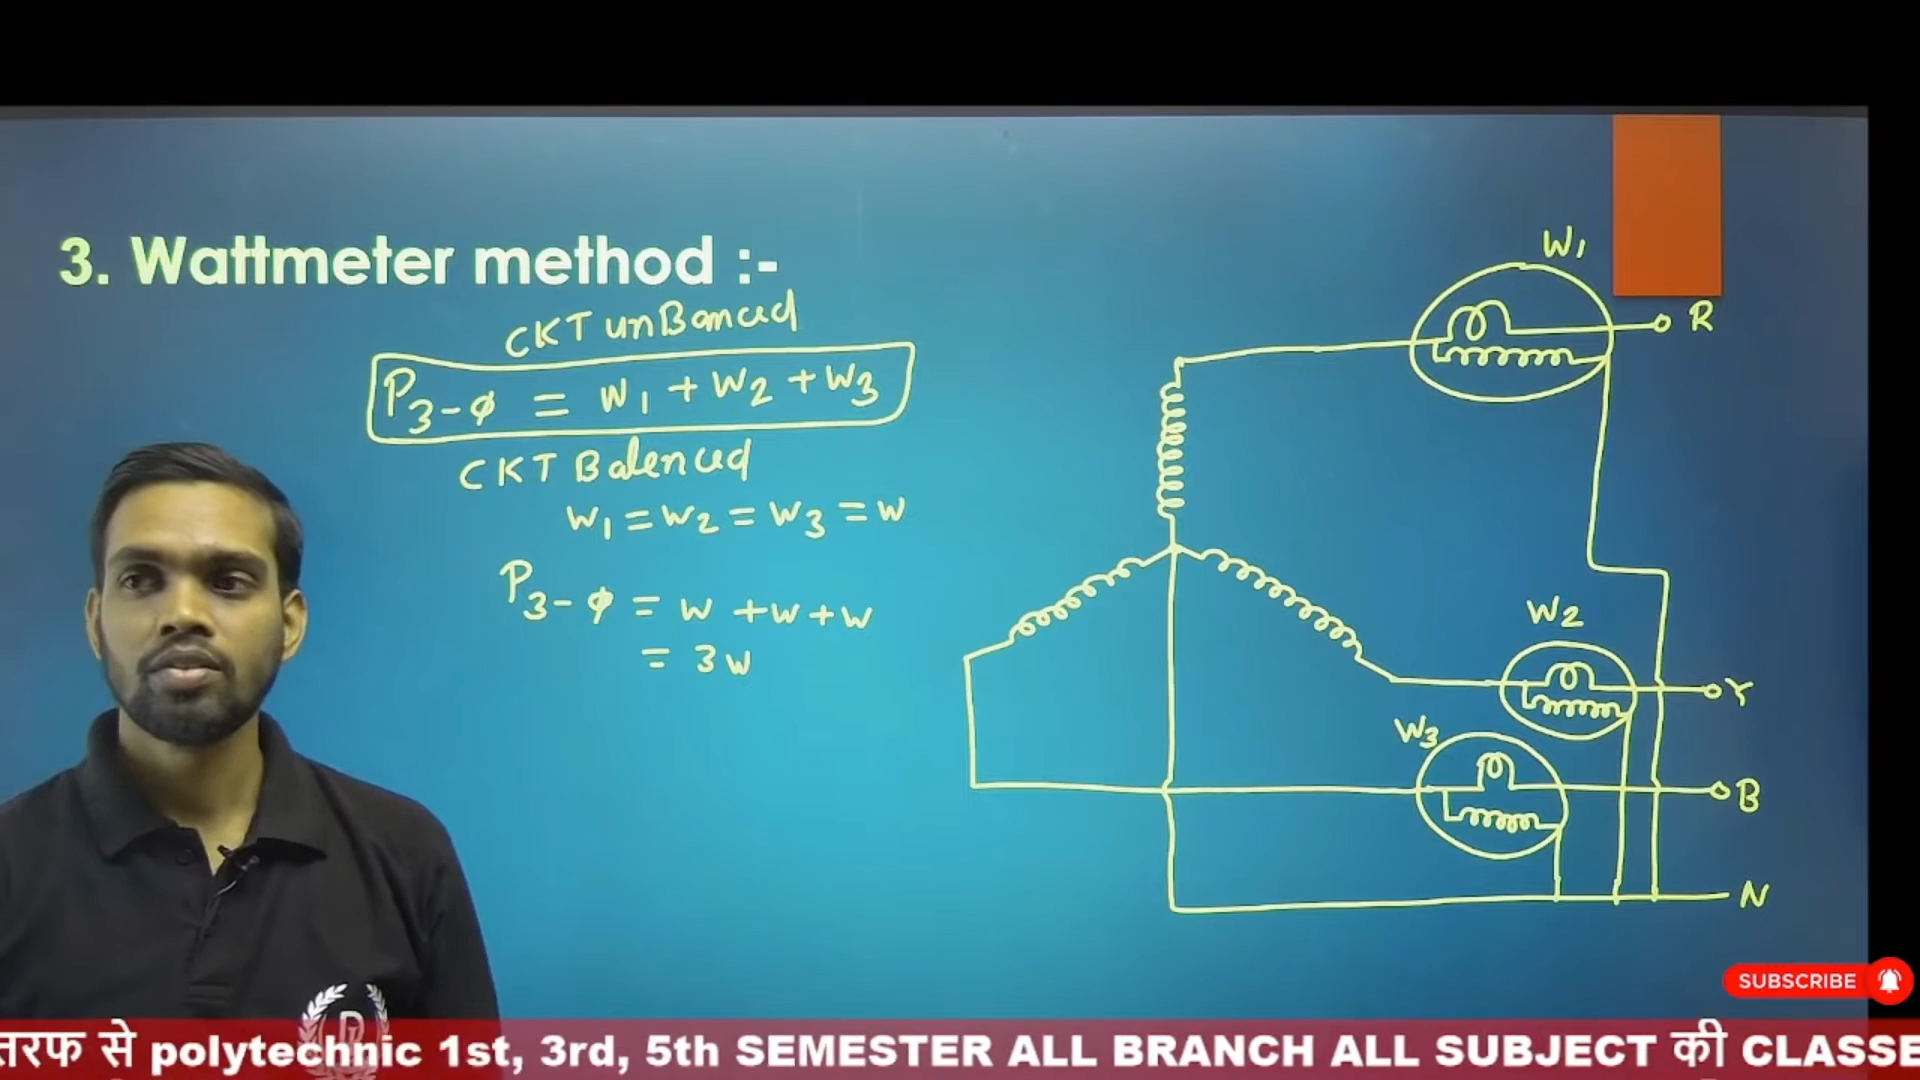 3. Wattmeter method :-
CKT unBanced
P3-φ = W1 + W2 + W3
CKT Balenced
W1 = W2 = W3 = W
P3-φ = W + W + W
= 3W
W1
R
W2
Y
W3
B
N
SUBSCRIBE
तरफ से polytechnic 1st, 3rd, 5th SEMESTER ALL BRANCH ALL SUBJECT की CLASSE